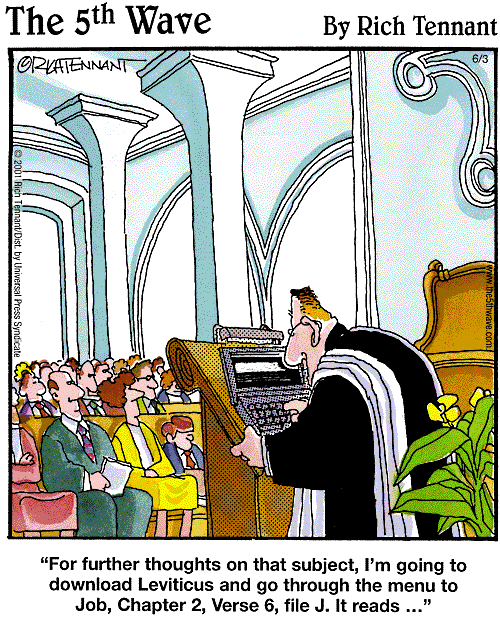 The 5th Wave
By Rich Tennant
©RICHTENNANT
6/3
© 2001 Rich Tennant/Dist. by Universal Press Syndicate
www.the5thwave.com
“For further thoughts on that subject, I’m going to
download Leviticus and go through the menu to
Job, Chapter 2, Verse 6, file J. It reads ...”